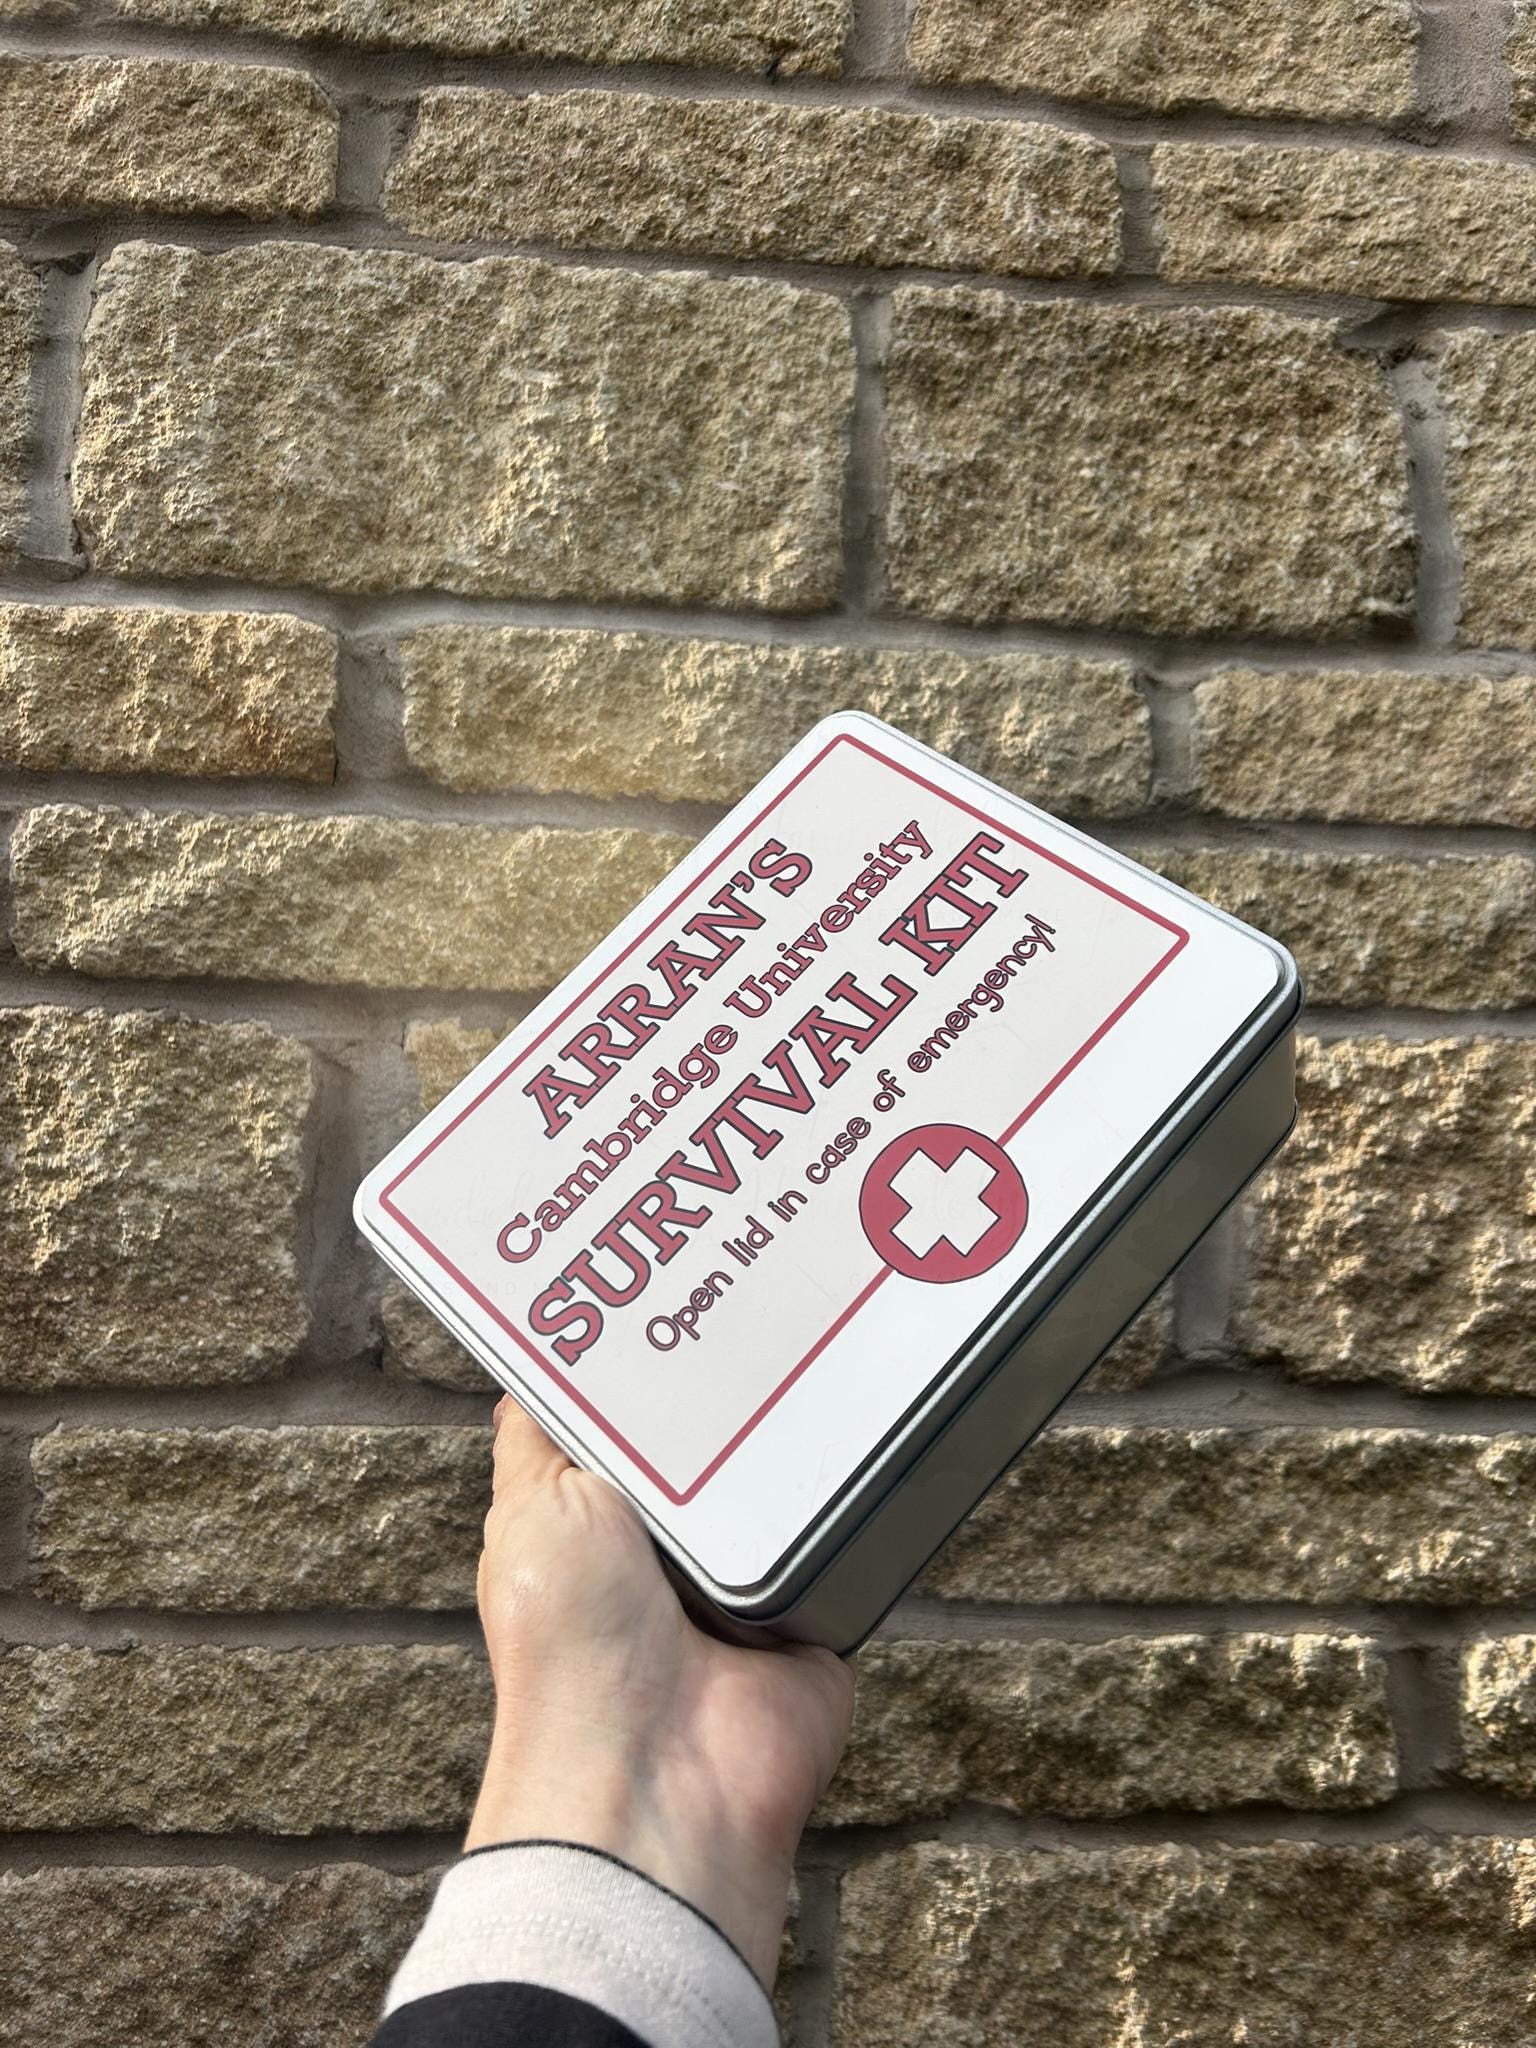 ARRAN'S
Cambridge University
SURVIVAL KIT
Open lid in case of emergency!